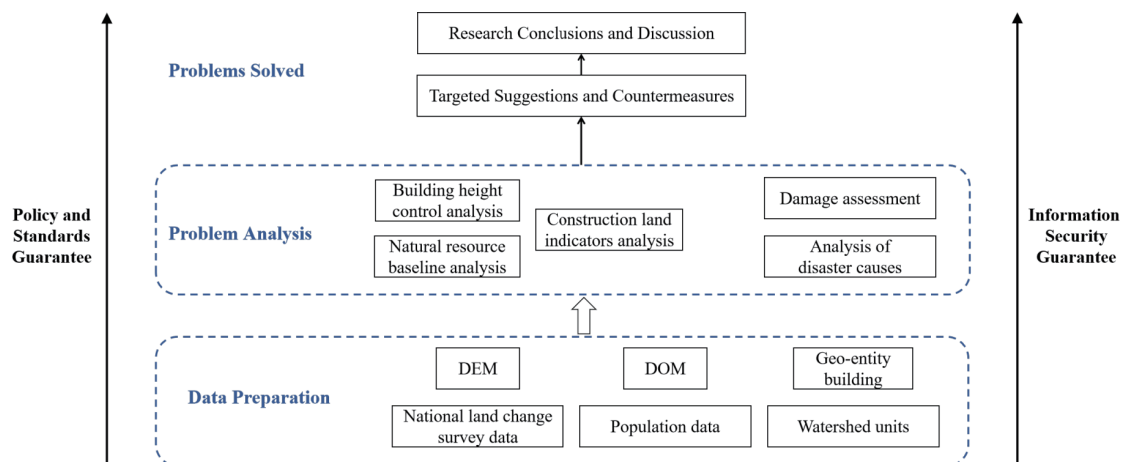 Research Conclusions and Discussion
Problems Solved
Targeted Suggestions and Countermeasures
Policy and
Standards
Guarantee
Problem Analysis
Building height
control analysis
Natural resource
baseline analysis
Construction land
indicators analysis
Damage assessment
Analysis of
disaster causes
Information
Security
Guarantee
Data Preparation
DEM
DOM
Geo-entity
building
National land change
survey data
Population data
Watershed units